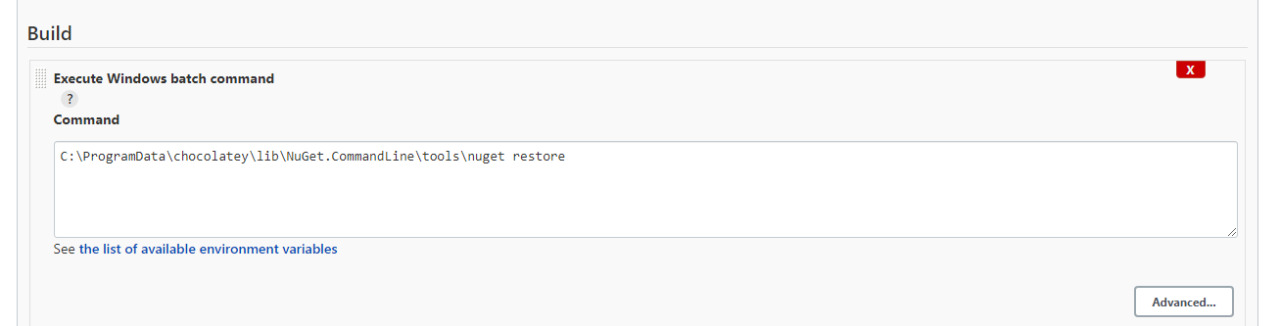 Build
Execute Windows batch command
X
?
Command
C:\ProgramData\chocolatey\lib\NuGet.CommandLine\tools\nuget restore
See the list of available environment variables
Advanced...